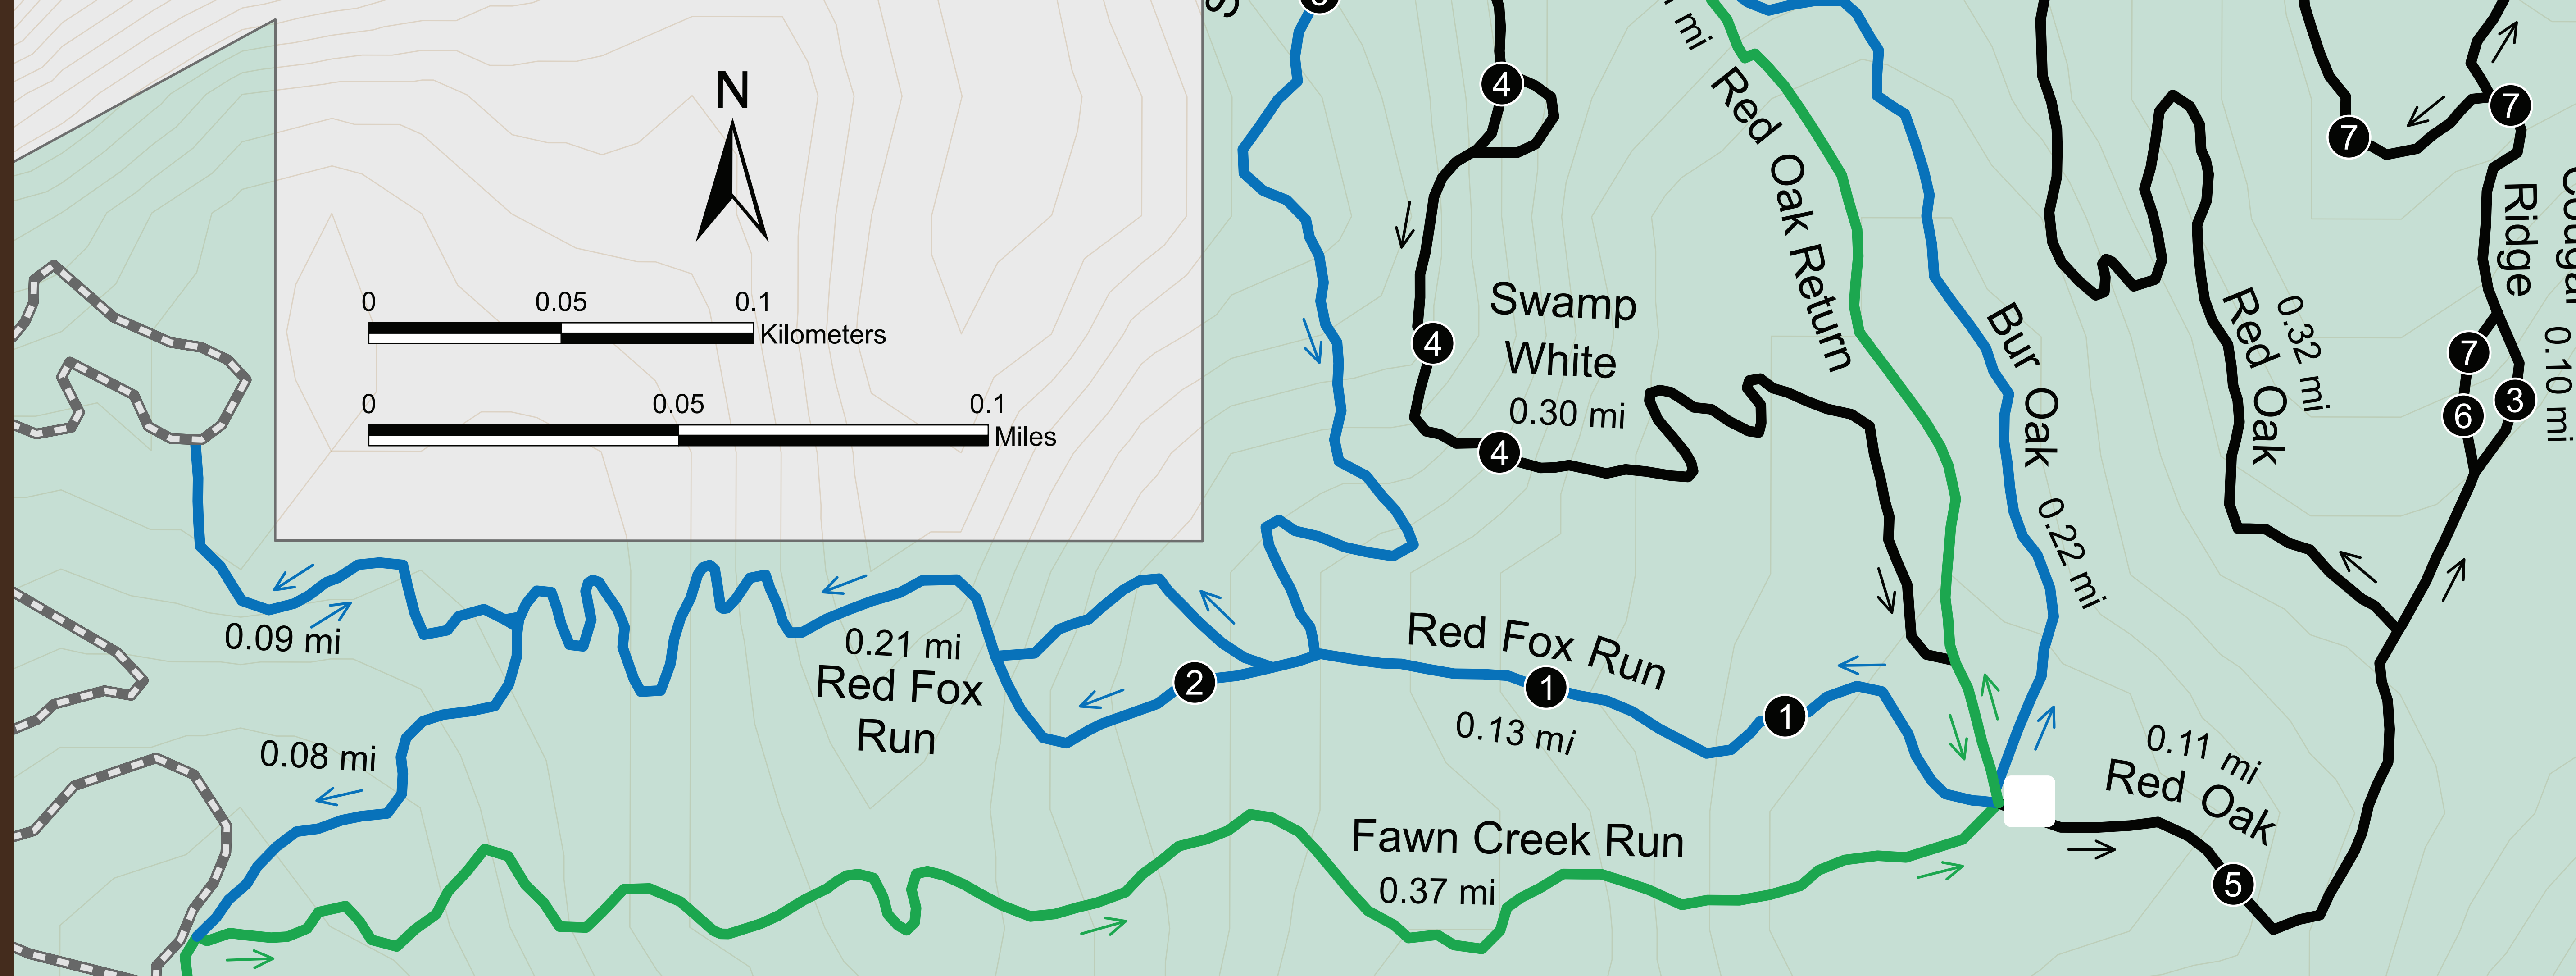 N
0 0.05 0.1
Kilometers
0 0.05 0.1
Miles
mi
Red Oak Return
4
4
4
Swamp
White
0.30 mi
Bur Oak 0.22 mi
0.32 mi
Red Oak
7
7
Ridge
7
6
3
0.10 mi
0.09 mi
0.21 mi
Red Fox
Run
2
Red Fox Run
1
0.13 mi
1
0.08 mi
Fawn Creek Run
0.37 mi
0.11 mi
Red Oak
5